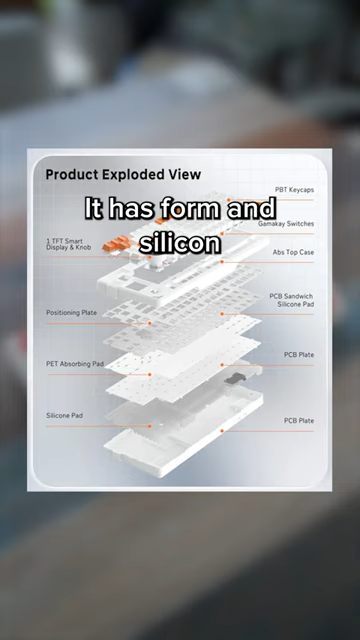 Product Exploded View
PBT Keycaps
It has form and
silicon
Gamakay Switches
1 TFT Smart
Display & Knob
Abs Top Case
PCB Sandwich
Silicone Pad
Positioning Plate
PCB Plate
PET Absorbing Pad
Silicone Pad
PCB Plate